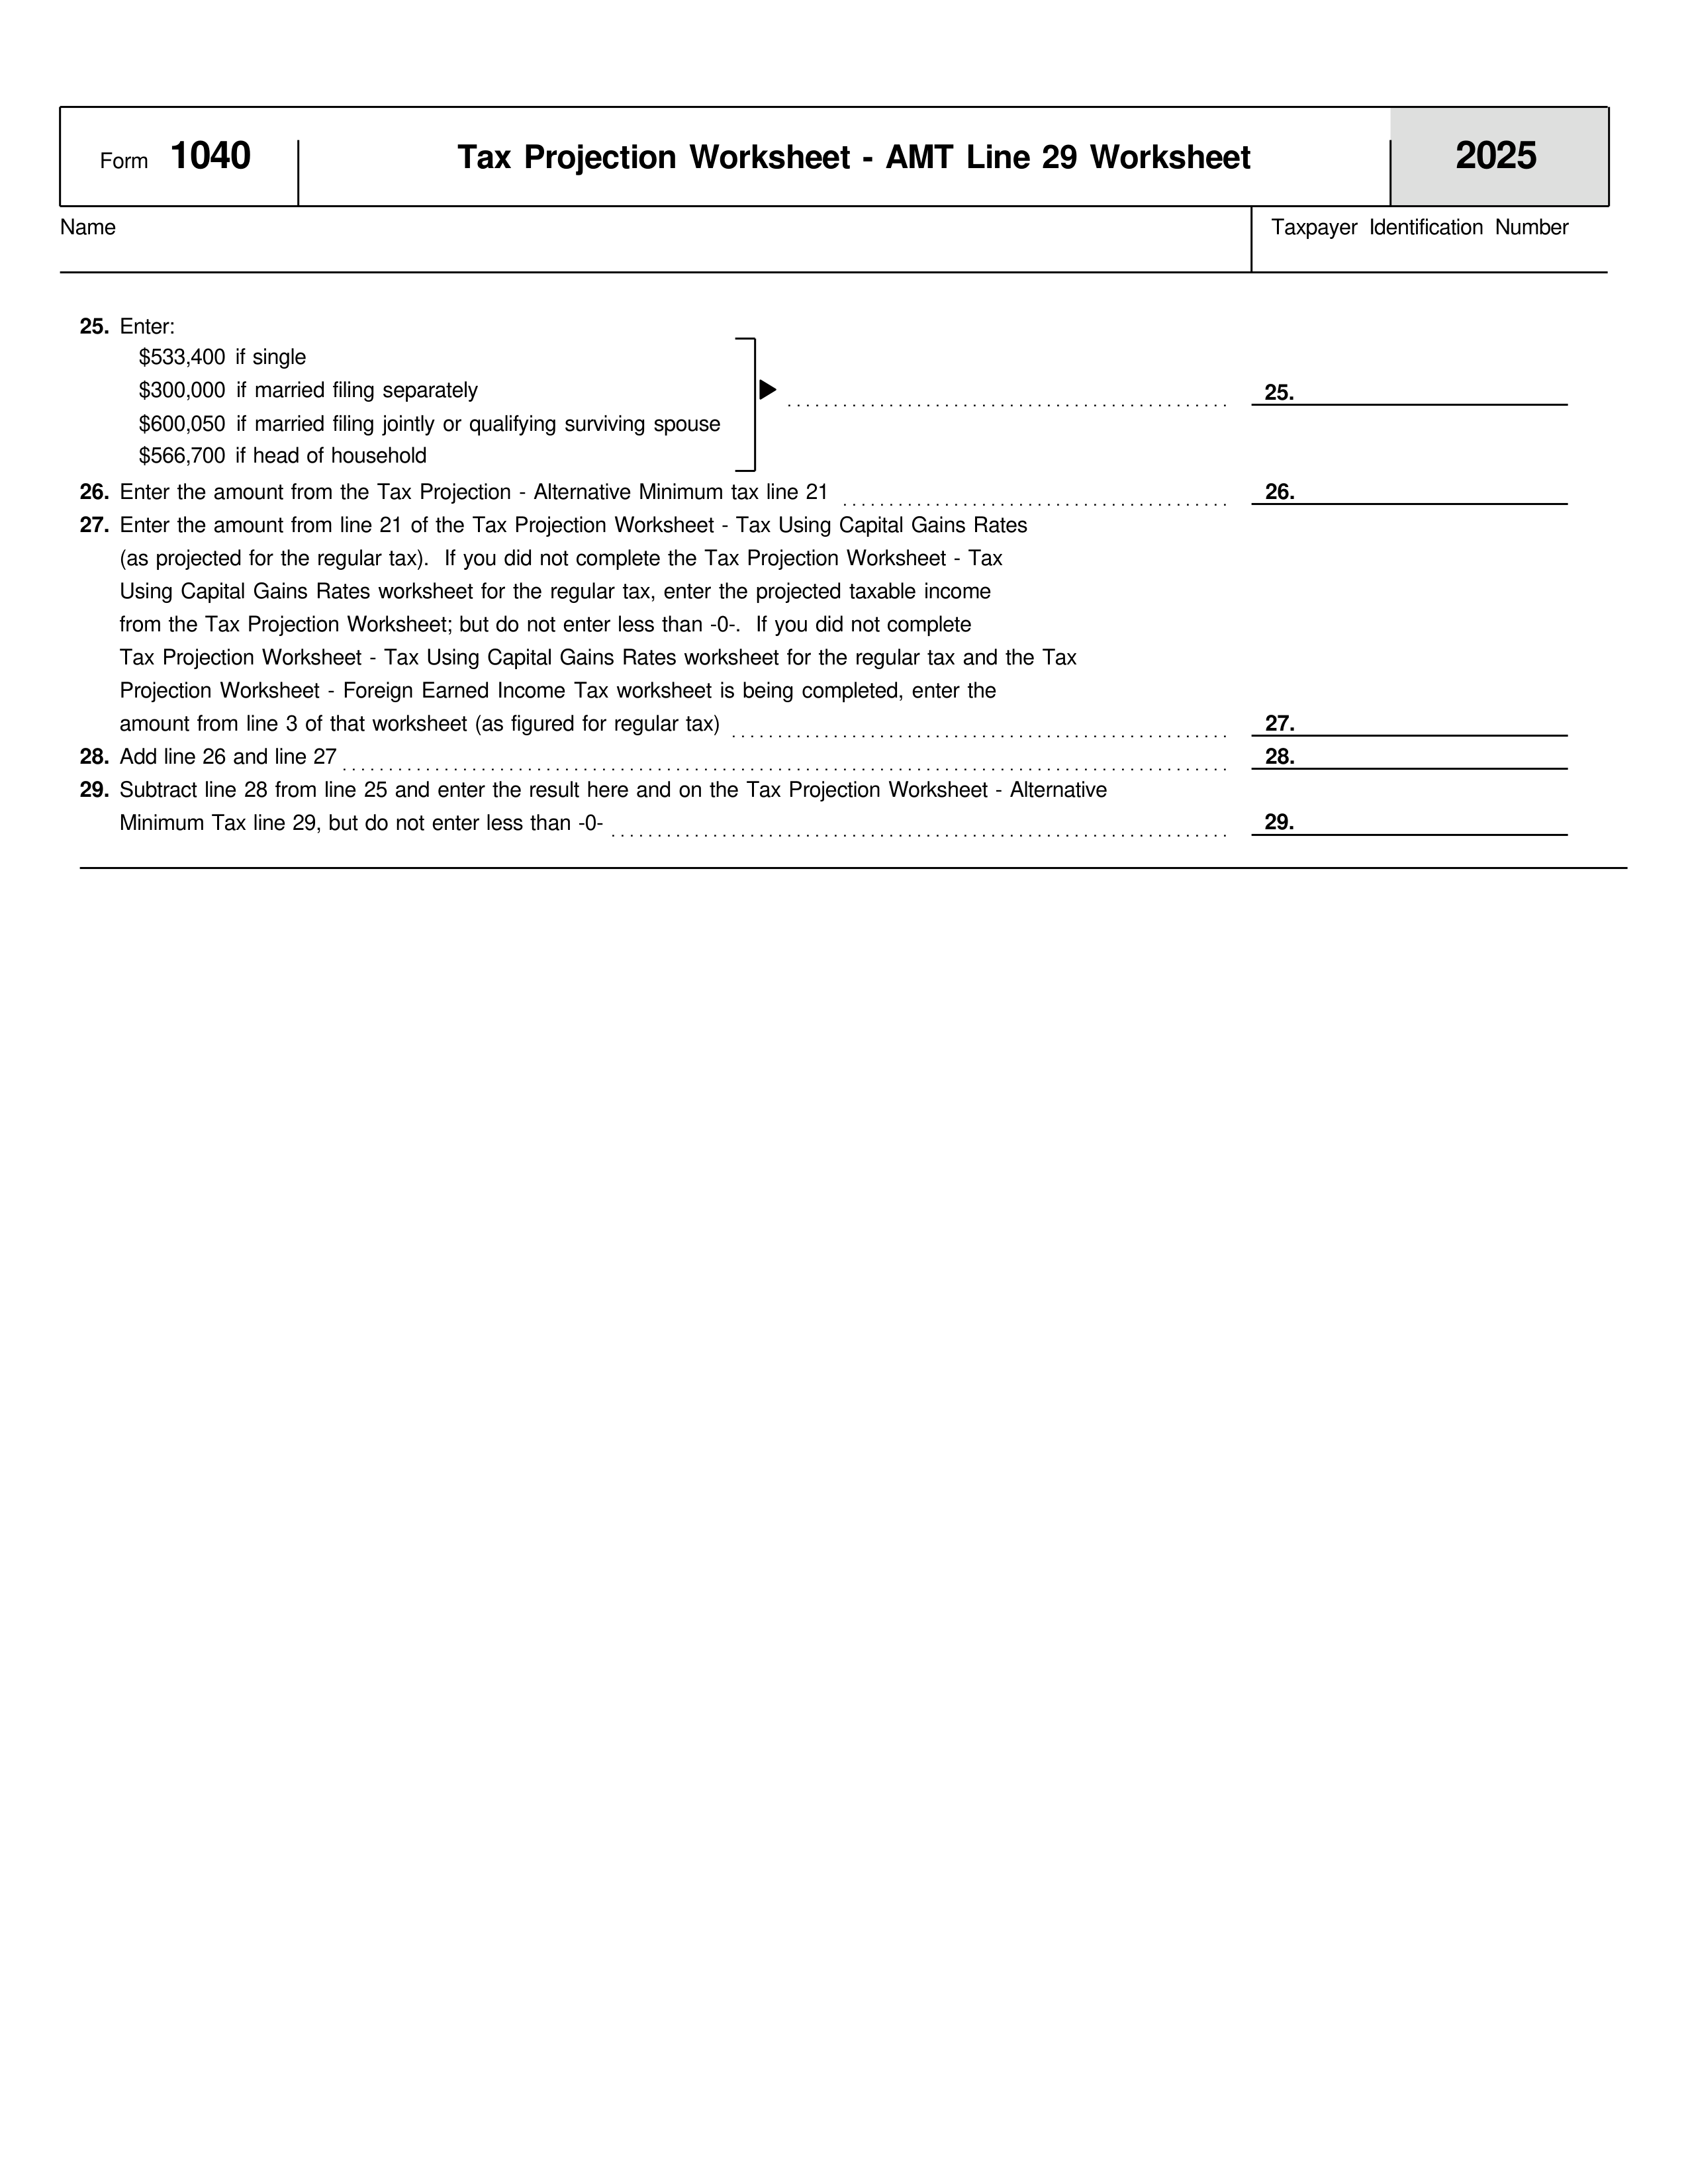 Form 1040 Tax Projection Worksheet - AMT Line 29 Worksheet 2025
Name Taxpayer Identification Number
25. Enter:
$533,400 if single
$300,000 if married filing separately 25.
$600,050 if married filing jointly or qualifying surviving spouse
$566,700 if head of household
26. Enter the amount from the Tax Projection - Alternative Minimum tax line 21 26.
27. Enter the amount from line 21 of the Tax Projection Worksheet - Tax Using Capital Gains Rates
(as projected for the regular tax). If you did not complete the Tax Projection Worksheet - Tax
Using Capital Gains Rates worksheet for the regular tax, enter the projected taxable income
from the Tax Projection Worksheet; but do not enter less than -0-. If you did not complete
Tax Projection Worksheet - Tax Using Capital Gains Rates worksheet for the regular tax and the Tax
Projection Worksheet - Foreign Earned Income Tax worksheet is being completed, enter the
amount from line 3 of that worksheet (as figured for regular tax) 27.
28. Add line 26 and line 27 28.
29. Subtract line 28 from line 25 and enter the result here and on the Tax Projection Worksheet - Alternative
Minimum Tax line 29, but do not enter less than -0- 29.